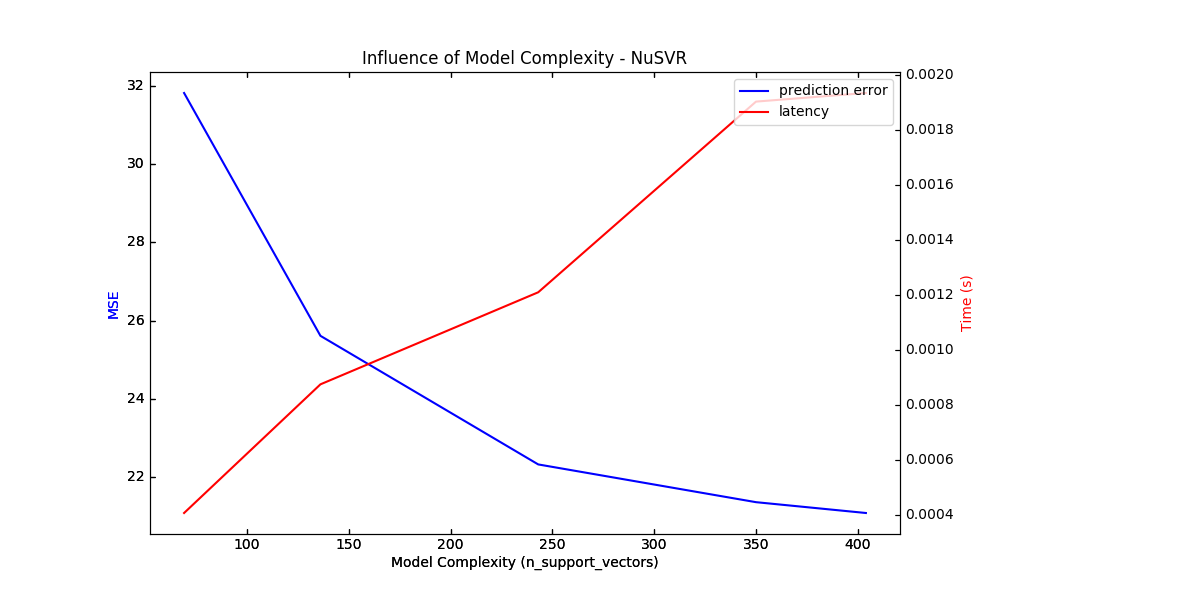 Influence of Model Complexity - NuSVR
prediction error
latency
32
30
28
26
24
22
MSE
0.0020
0.0018
0.0016
0.0014
0.0012
0.0010
0.0008
0.0006
0.0004
Time (s)
100 150 200 250 300 350 400
Model Complexity (n_support_vectors)